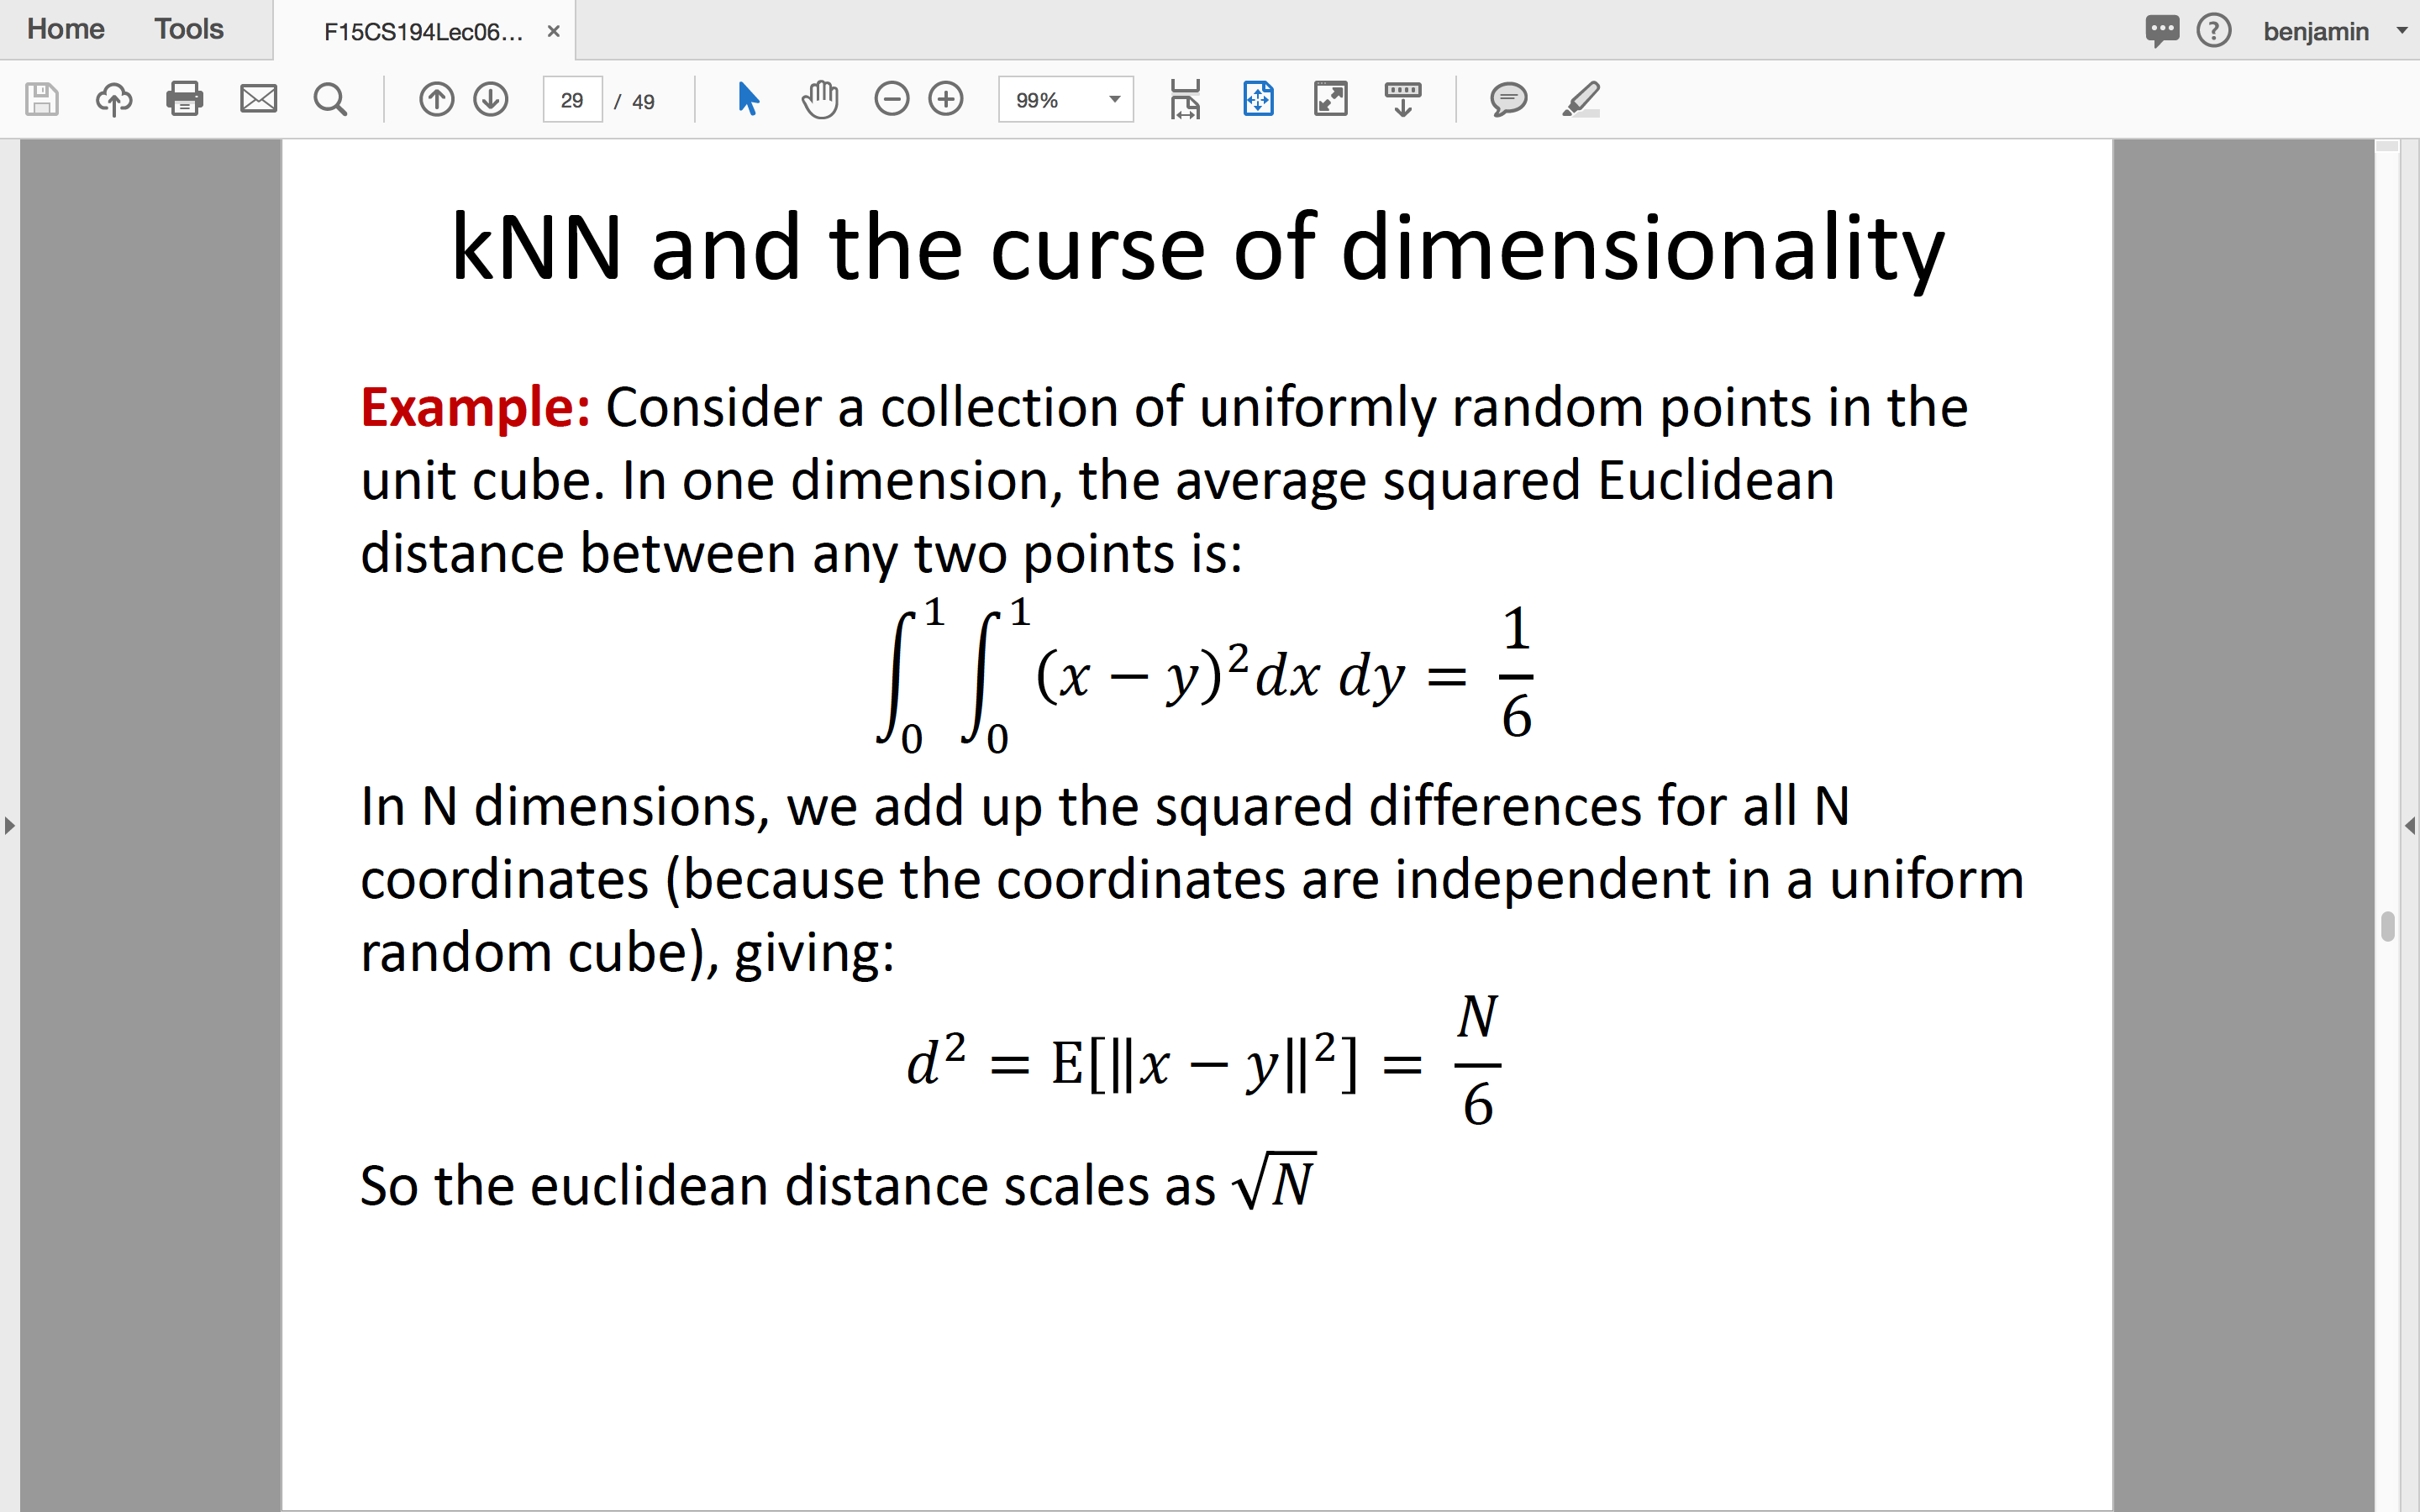 Home Tools F15CS194Lec06... × benjamin
29 / 49 99%
kNN and the curse of dimensionality
Example: Consider a collection of uniformly random points in the
unit cube. In one dimension, the average squared Euclidean
distance between any two points is:
∫₀¹ ∫₀¹ (x − y)² dx dy = 1/6
In N dimensions, we add up the squared differences for all N
coordinates (because the coordinates are independent in a uniform
random cube), giving:
d² = E[‖x − y‖²] = N/6
So the euclidean distance scales as √N